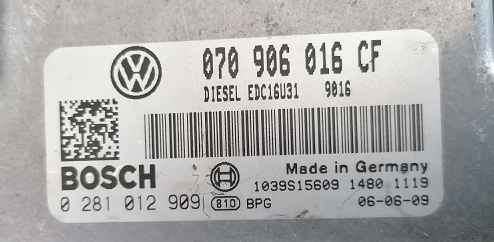 070 906 016 CF
DIESEL EDC16U31 9016
BOSCH
Made in Germany
1039S15609 1480 1119
0 281 012 909 810 BPG 06-06-09